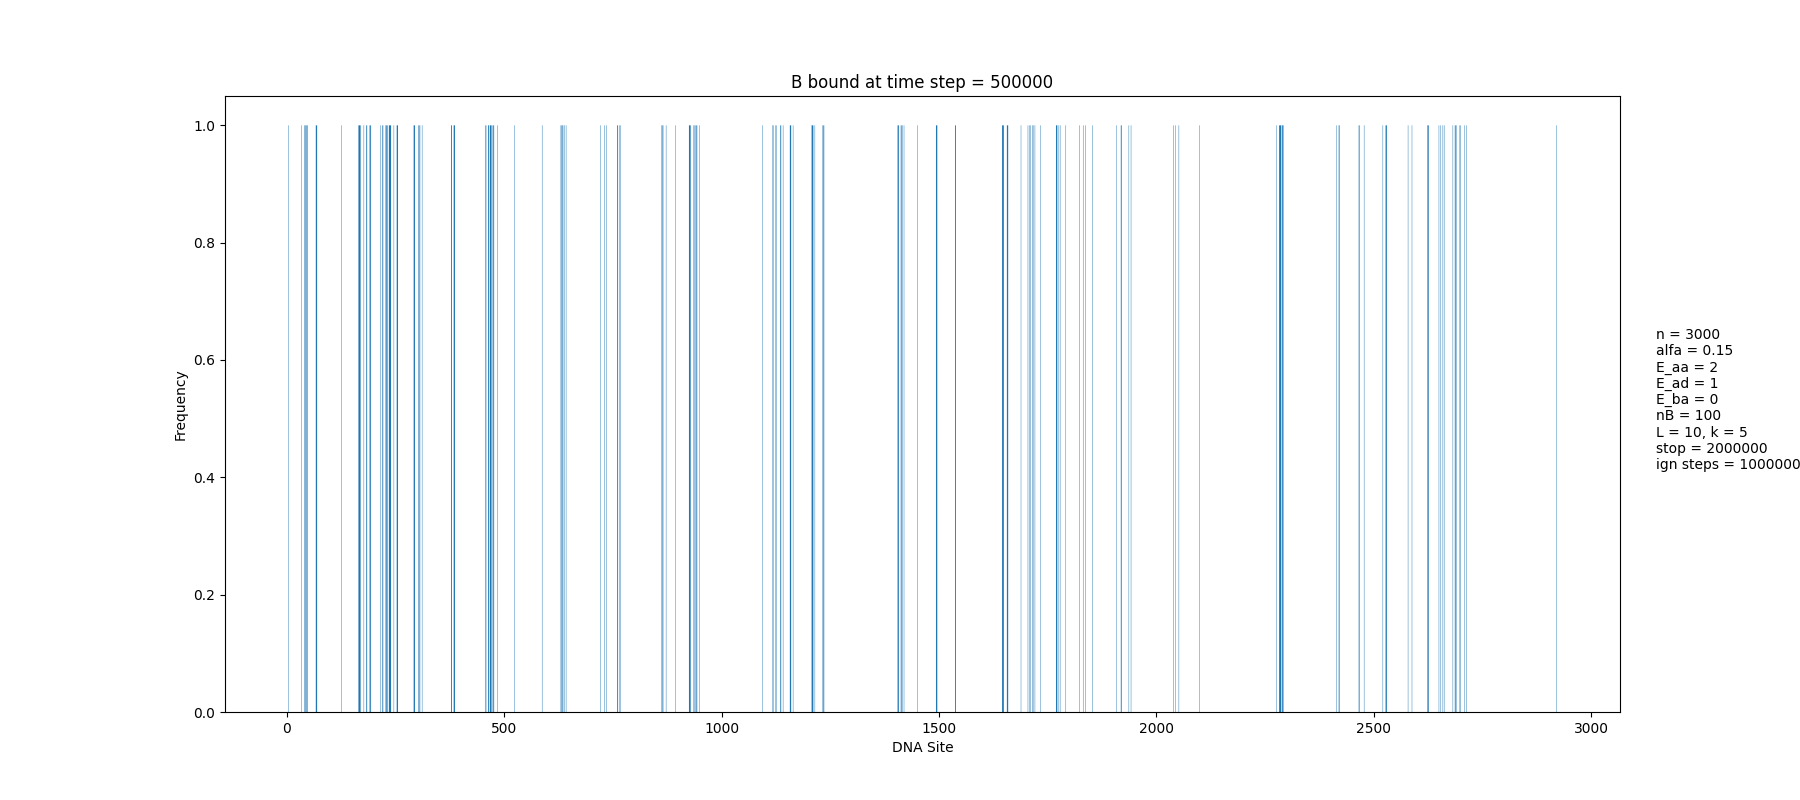 B bound at time step = 500000
1.0
0.8
0.6
0.4
0.2
0.0
Frequency
0 500 1000 1500 2000 2500 3000
DNA Site
n = 3000
alfa = 0.15
E_aa = 2
E_ad = 1
E_ba = 0
nB = 100
L = 10, k = 5
stop = 2000000
ign steps = 1000000